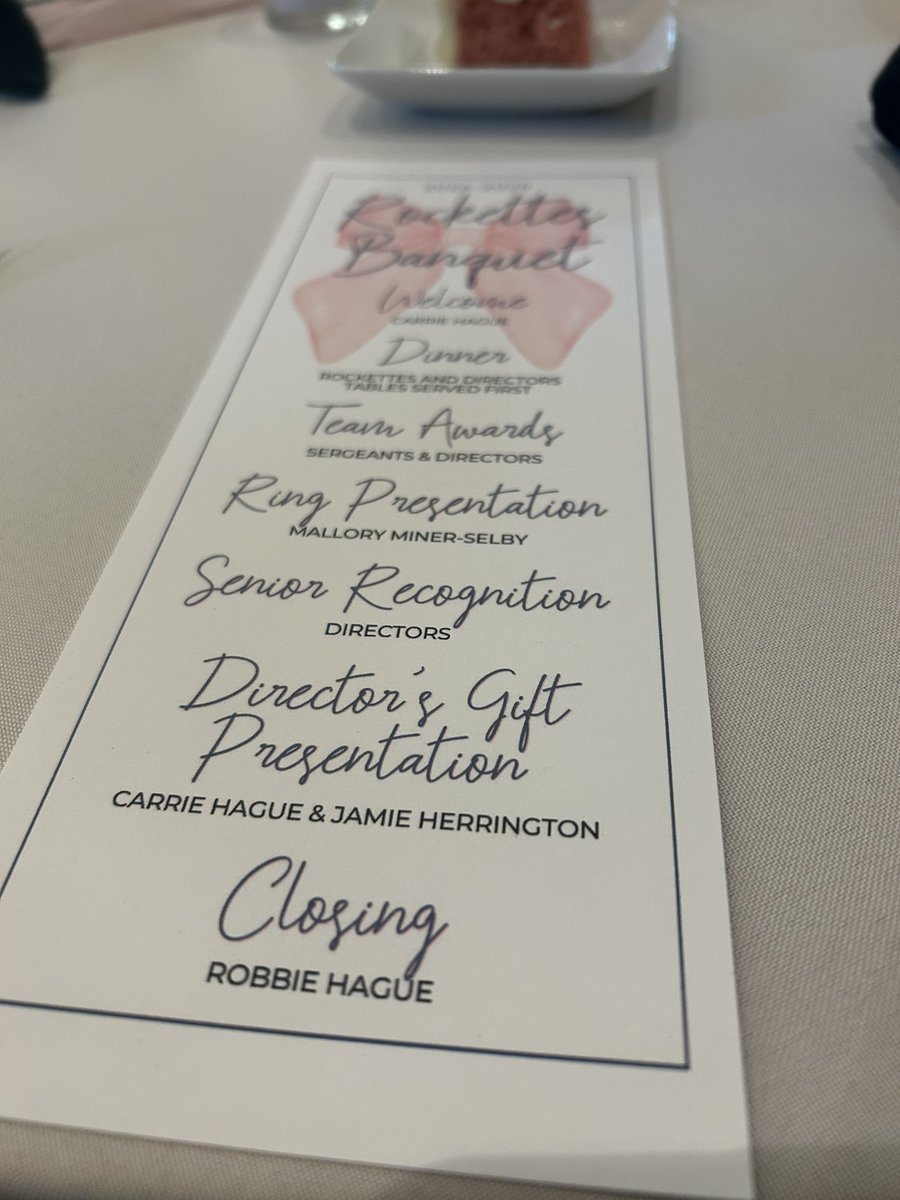 Rockettes
Banquet
Welcome
CARRIE HAGUE
Dinner
ROCKETTES AND DIRECTORS
TABLES SERVED FIRST
Team Awards
SERGEANTS & DIRECTORS
Ring Presentation
MALLORY MINER-SELBY
Senior Recognition
DIRECTORS
Director's Gift
Presentation
CARRIE HAGUE & JAMIE HERRINGTON
Closing
ROBBIE HAGUE